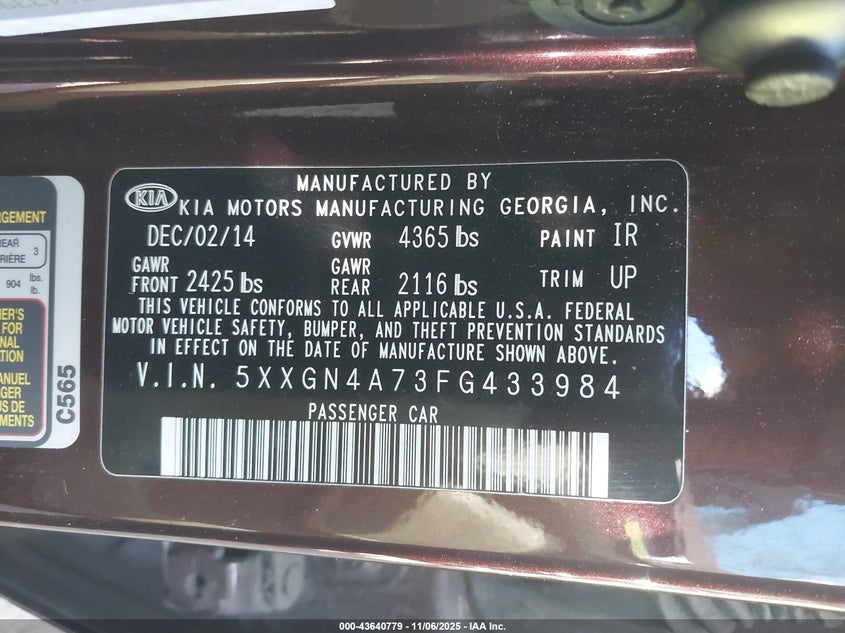 MANUFACTURED BY
KIA KIA MOTORS MANUFACTURING GEORGIA, INC.
DEC/02/14 GVWR 4365 lbs PAINT IR
GAWR FRONT 2425 lbs GAWR REAR 2116 lbs TRIM UP
THIS VEHICLE CONFORMS TO ALL APPLICABLE U.S.A. FEDERAL
MOTOR VEHICLE SAFETY, BUMPER, AND THEFT PREVENTION STANDARDS
IN EFFECT ON THE DATE OF MANUFACTURE SHOWN ABOVE.
V.I.N. 5XXGN4A73FG433984
PASSENGER CAR
C565
REAR
3
904 lbs.
lb.
FOR
DE
000-43640779 - 11/06/2025 - IAA Inc.